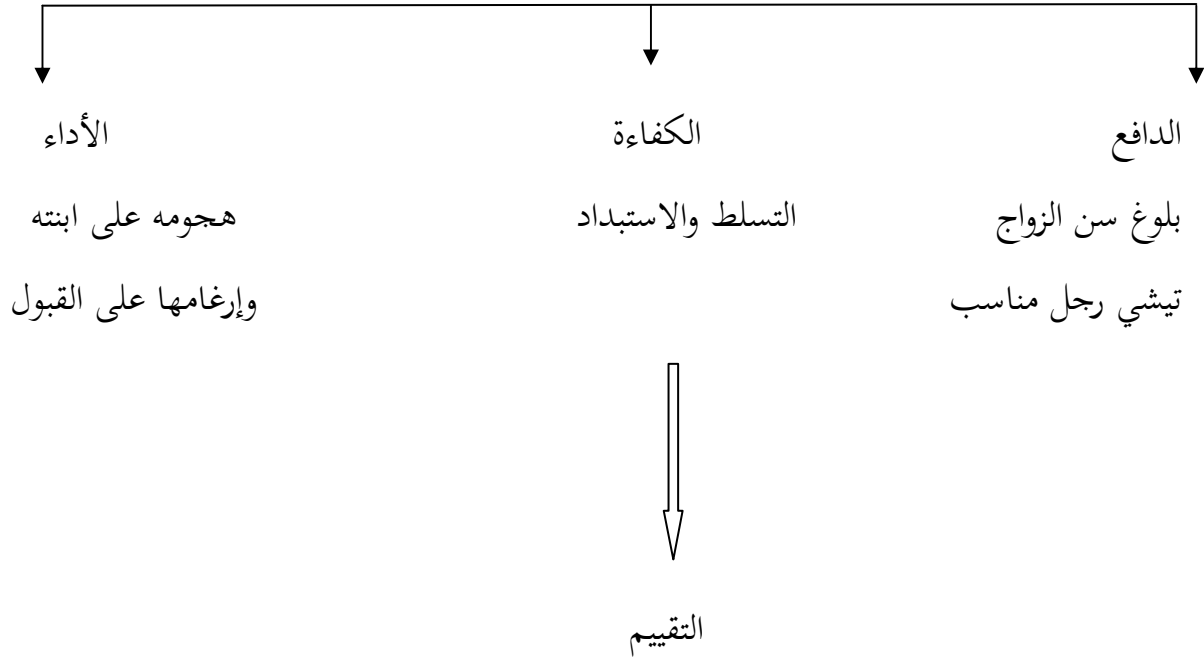 الدافع
بلوغ سن الزواج
تيشي رجل مناسب
الكفاءة
التسلط والاستبداد
الأداء
هجومه على ابنته
وإرغامها على القبول
التقييم